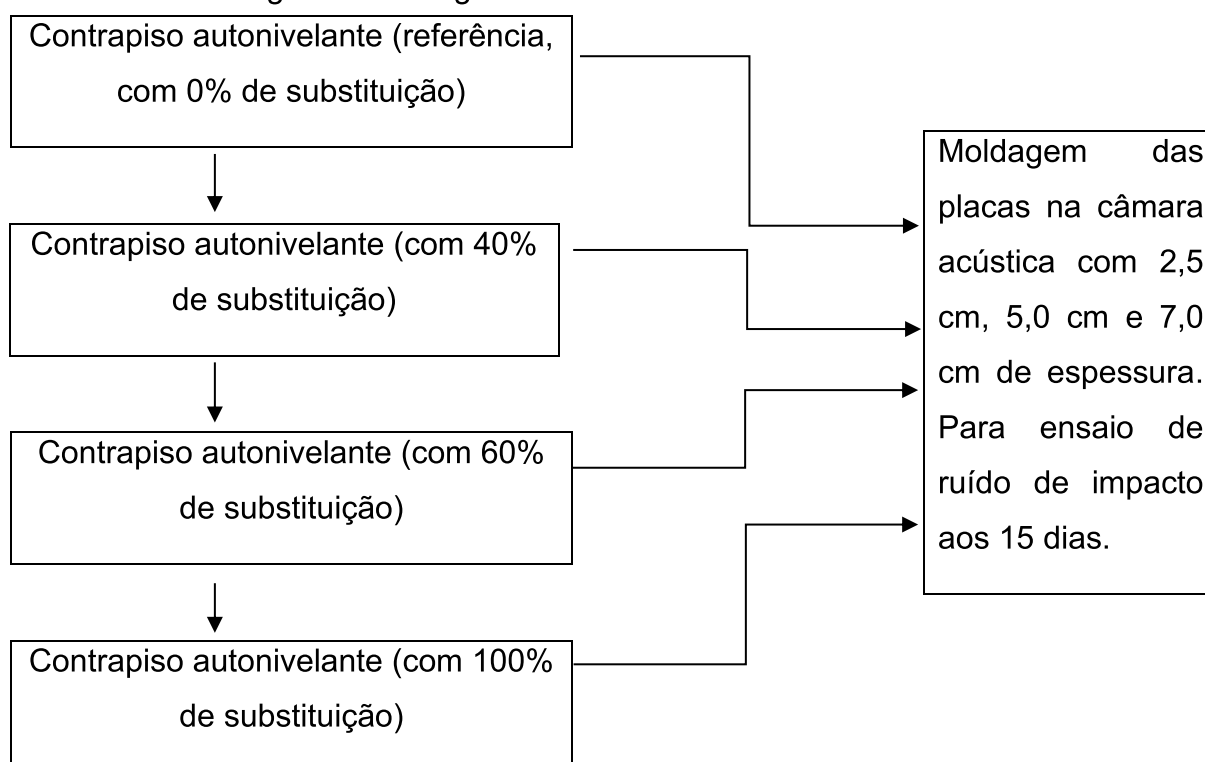 Contrapiso autonivelante (referência,
com 0% de substituição)
Contrapiso autonivelante (com 40%
de substituição)
Contrapiso autonivelante (com 60%
de substituição)
Contrapiso autonivelante (com 100%
de substituição)
Moldagem das
placas na câmara
acústica com 2,5
cm, 5,0 cm e 7,0
cm de espessura.
Para ensaio de
ruído de impacto
aos 15 dias.